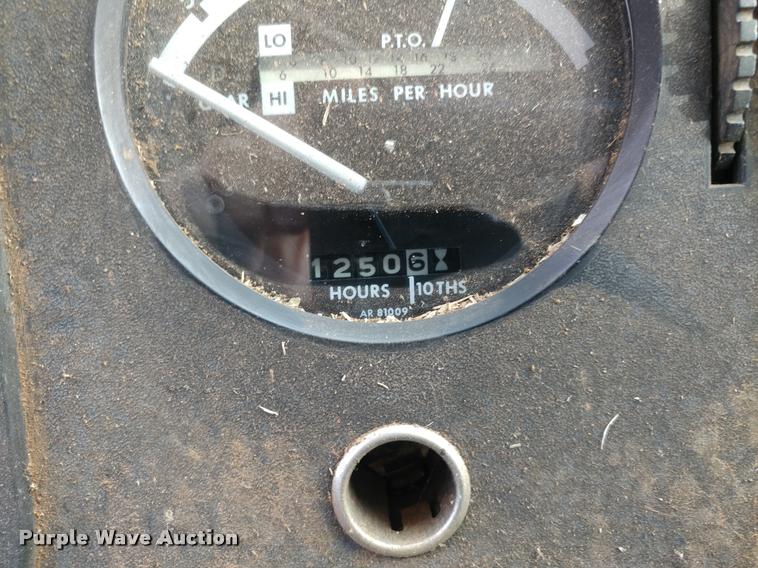 LO P.T.O.
6 10 14 18 22
HI MILES PER HOUR
12506
HOURS 10THS
AR 81009
Purple Wave Auction